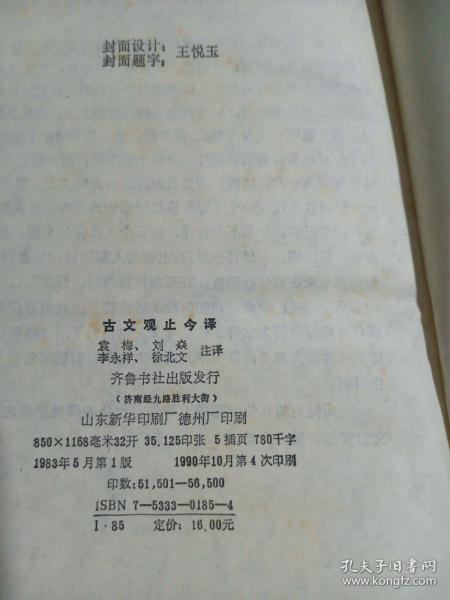 封面设计：
封面题字： 王悦玉
古文观止今译
袁梅、刘焱
李永祥、徐北文 注译
齐鲁书社出版发行
（济南经九路胜利大街）
山东新华印刷厂德州厂印刷
850×1168毫米32开 35.125印张 5插页 780千字
1983年5月第1版 1990年10月第4次印刷
印数：51,501—56,500
ISBN 7—5333—0185—4
I·85 定价：16.00元
孔夫子旧书网
www.kongfz.com